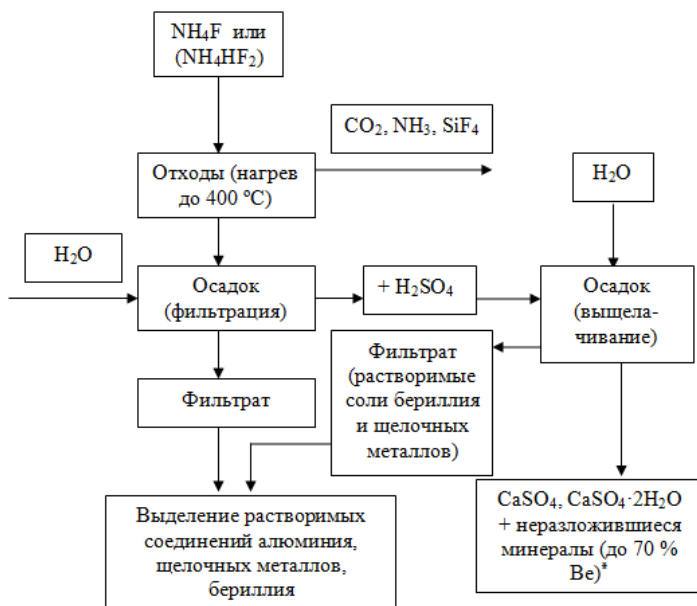 NH₄F или
(NH₄HF₂)
CO₂, NH₃, SiF₄
Отходы (нагрев
до 400 ºC)
H₂O
H₂O
Осадок
(фильтрация)
+ H₂SO₄
Осадок
(выщела-
чивание)
Фильтрат
(растворимые
соли бериллия
и щелочных
металлов)
Фильтрат
Выделение растворимых
соединений алюминия,
щелочных металлов,
бериллия
CaSO₄, CaSO₄·2H₂O
+ неразложившиеся
минералы (до 70 %
Be)*